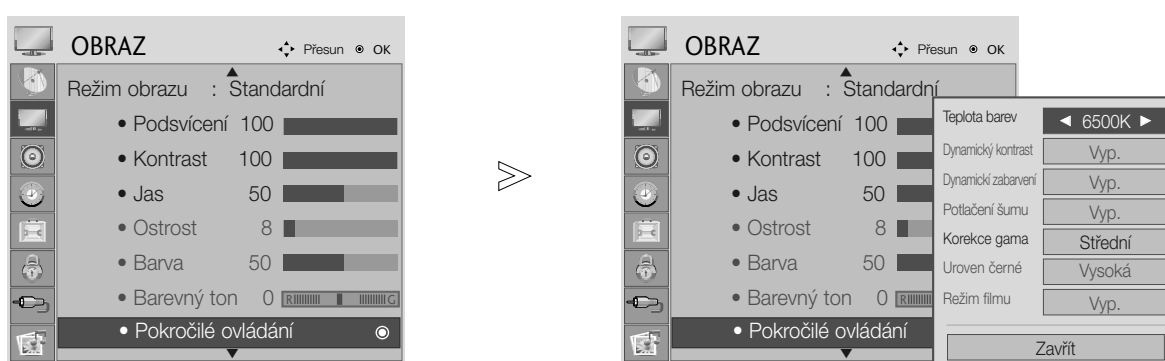 OBRAZ
Přesun OK
Režim obrazu : Standardní
• Podsvícení 100
• Kontrast 100
• Jas 50
• Ostrost 8
• Barva 50
• Barevný ton 0 R G
• Pokročilé ovládání
OBRAZ
Přesun OK
Režim obrazu : Standardní
• Podsvícení 100
• Kontrast 100
• Jas 50
• Ostrost 8
• Barva 50
• Barevný ton 0 R
• Pokročilé ovládání
Teplota barev ◄ 6500K ►
Dynamický kontrast Vyp.
Dynamickí zabarvení Vyp.
Potlačení šumu Vyp.
Korekce gama Střední
Uroven černé Vysoká
Režim filmu Vyp.
Zavřít